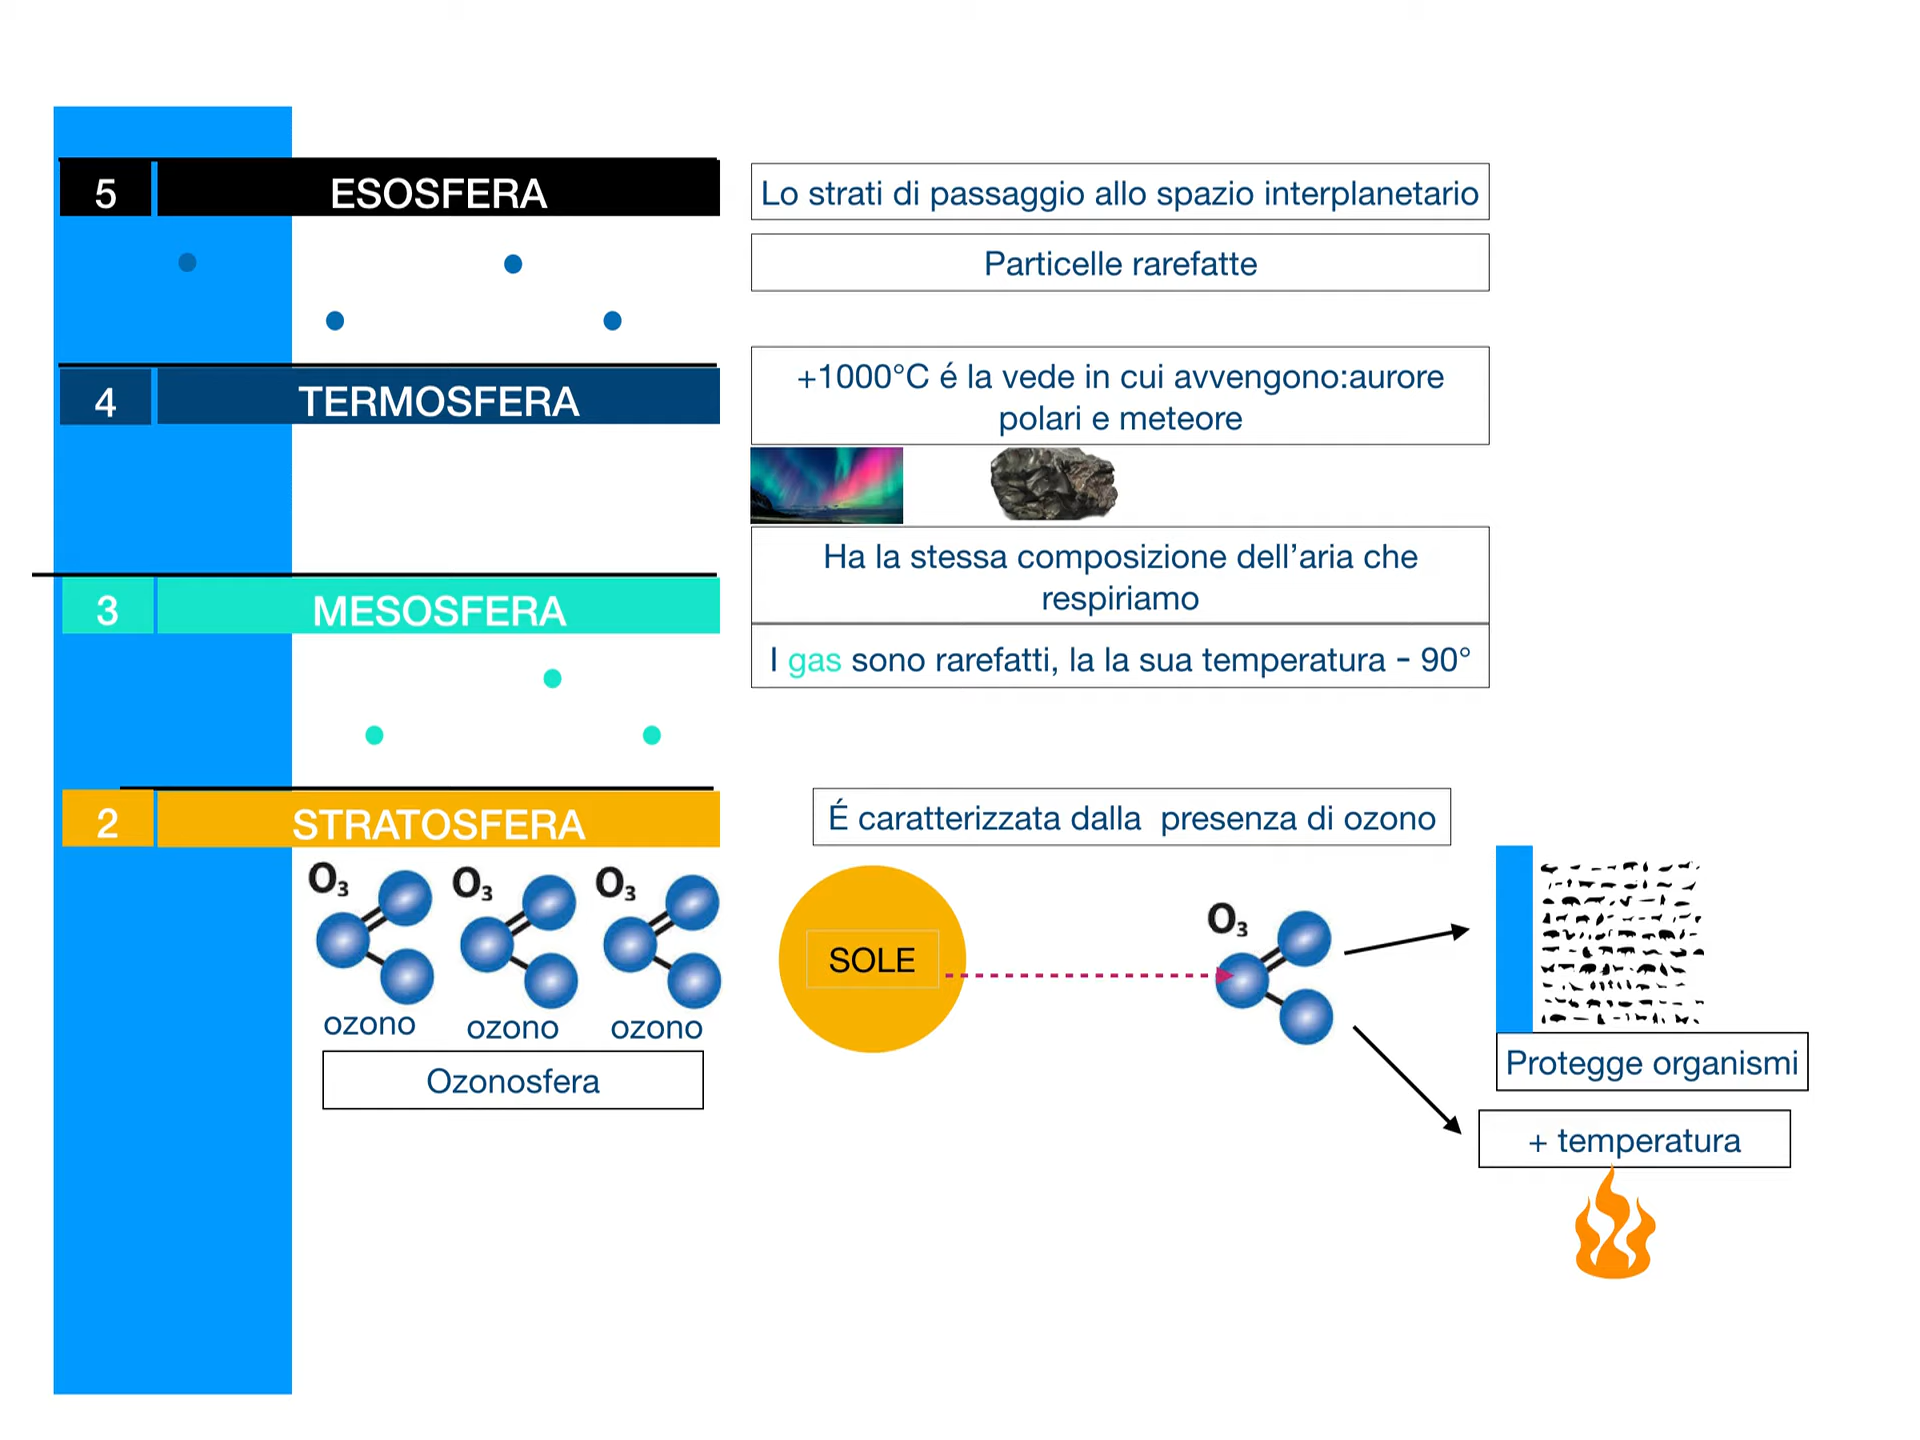 5 ESOSFERA
Lo strati di passaggio allo spazio interplanetario
Particelle rarefatte
4 TERMOSFERA
+1000°C é la vede in cui avvengono:aurore
polari e meteore
3 MESOSFERA
Ha la stessa composizione dell’aria che
respiriamo
I gas sono rarefatti, la la sua temperatura - 90°
2 STRATOSFERA
É caratterizzata dalla presenza di ozono
O₃ O₃ O₃
ozono ozono ozono
Ozonosfera
SOLE
O₃
Protegge organismi
+ temperatura